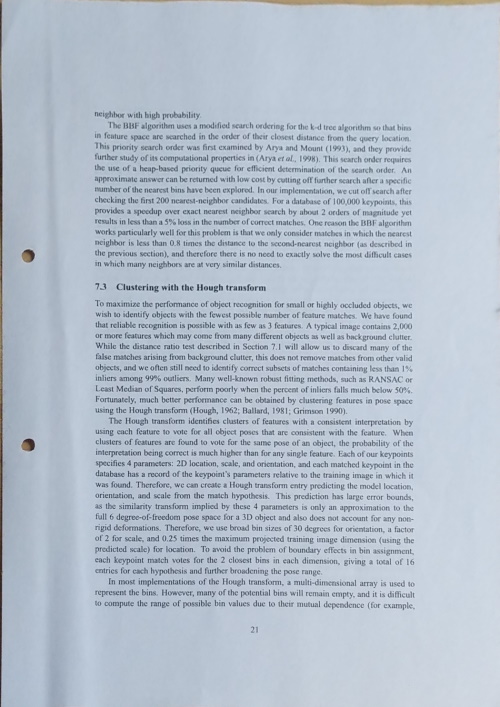 neighbor with high probability.
The BBF algorithm uses a modified search ordering for the k-d tree algorithm so that bins
in feature space are searched in the order of their closest distance from the query location.
This priority search order was first examined by Arya and Mount (1993), and they provide
further study of its computational properties in (Arya et al., 1998). This search order requires
the use of a heap-based priority queue for efficient determination of the search order. An
approximate answer can be returned with low cost by cutting off further search after a specific
number of the nearest bins have been explored. In our implementation, we cut off search after
checking the first 200 nearest-neighbor candidates. For a database of 100,000 keypoints, this
provides a speedup over exact nearest neighbor search by about 2 orders of magnitude yet
results in less than a 5% loss in the number of correct matches. One reason the BBF algorithm
works particularly well for this problem is that we only consider matches in which the nearest
neighbor is less than 0.8 times the distance to the second-nearest neighbor (as described in
the previous section), and therefore there is no need to exactly solve the most difficult cases
in which many neighbors are at very similar distances.
7.3 Clustering with the Hough transform
To maximize the performance of object recognition for small or highly occluded objects, we
wish to identify objects with the fewest possible number of feature matches. We have found
that reliable recognition is possible with as few as 3 features. A typical image contains 2,000
or more features which may come from many different objects as well as background clutter.
While the distance ratio test described in Section 7.1 will allow us to discard many of the
false matches arising from background clutter, this does not remove matches from other valid
objects, and we often still need to identify correct subsets of matches containing less than 1%
inliers among 99% outliers. Many well-known robust fitting methods, such as RANSAC or
Least Median of Squares, perform poorly when the percent of inliers falls much below 50%.
Fortunately, much better performance can be obtained by clustering features in pose space
using the Hough transform (Hough, 1962; Ballard, 1981; Grimson 1990).
The Hough transform identifies clusters of features with a consistent interpretation by
using each feature to vote for all object poses that are consistent with the feature. When
clusters of features are found to vote for the same pose of an object, the probability of the
interpretation being correct is much higher than for any single feature. Each of our keypoints
specifies 4 parameters: 2D location, scale, and orientation, and each matched keypoint in the
database has a record of the keypoint's parameters relative to the training image in which it
was found. Therefore, we can create a Hough transform entry predicting the model location,
orientation, and scale from the match hypothesis. This prediction has large error bounds,
as the similarity transform implied by these 4 parameters is only an approximation to the
full 6 degree-of-freedom pose space for a 3D object and also does not account for any non-
rigid deformations. Therefore, we use broad bin sizes of 30 degrees for orientation, a factor
of 2 for scale, and 0.25 times the maximum projected training image dimension (using the
predicted scale) for location. To avoid the problem of boundary effects in bin assignment,
each keypoint match votes for the 2 closest bins in each dimension, giving a total of 16
entries for each hypothesis and further broadening the pose range.
In most implementations of the Hough transform, a multi-dimensional array is used to
represent the bins. However, many of the potential bins will remain empty, and it is difficult
to compute the range of possible bin values due to their mutual dependence (for example,
21